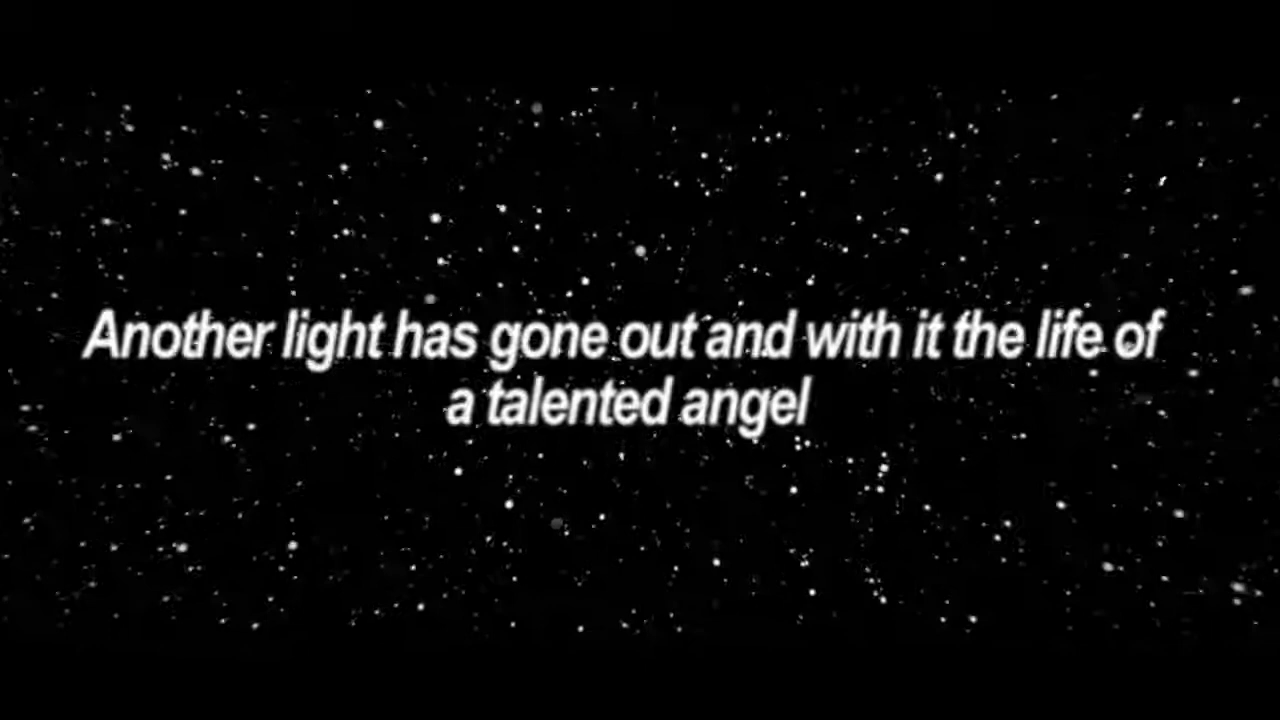 Another light has gone out and with it the life of
a talented angel